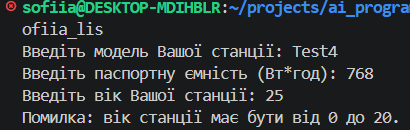 sofiia@DESKTOP-MDIHBLR:~/projects/ai_progra
ofiia_lis
Введіть модель Вашої станції: Test4
Введіть паспортну ємність (Вт*год): 768
Введіть вік Вашої станції: 25
Помилка: вік станції має бути від 0 до 20.